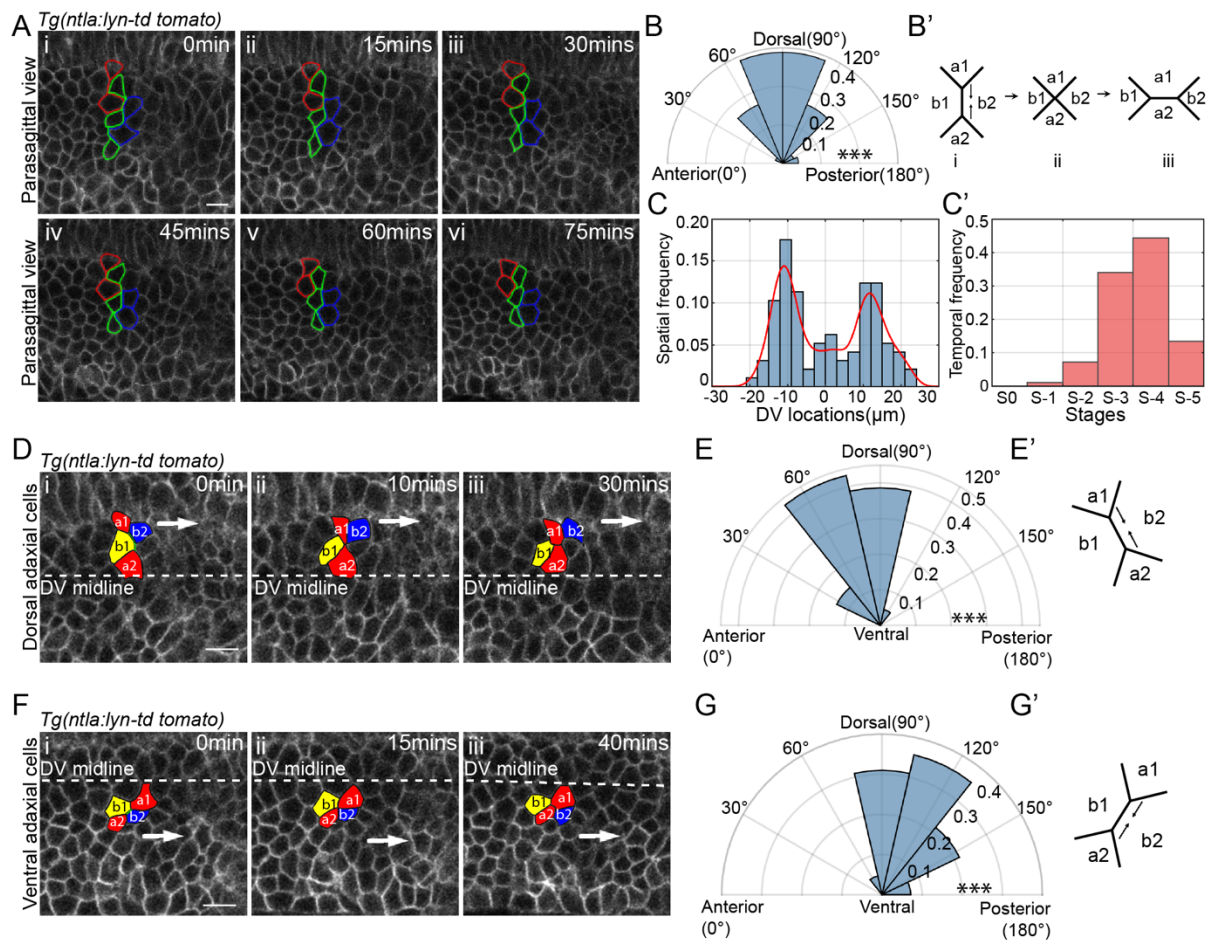 A
Tg(ntla:lyn-td tomato)
Parasagittal view
i
0min
ii
15mins
iii
30mins
Parasagittal view
iv
45mins
v
60mins
vi
75mins
B
Dorsal(90°)
60°
120°
30°
150°
0.4
0.3
0.2
0.1
***
Anterior(0°)
Posterior(180°)
B’
a1
b1
b2
a2
i
a1
b1
b2
a2
ii
a1
b1
b2
a2
iii
C
Spatial frequency
0.20
0.15
0.10
0.05
0
-30
-20
-10
0
10
20
30
DV locations(µm)
C’
Temporal frequency
0.5
0.4
0.3
0.2
0.1
0
S0
S-1
S-2
S-3
S-4
S-5
Stages
D
Tg(ntla:lyn-td tomato)
Dorsal adaxial cells
i
0min
a1
b2
b1
a2
DV midline
ii
10mins
a1
b2
b1
a2
DV midline
iii
30mins
a1
b2
b1
a2
DV midline
E
Dorsal(90°)
60°
120°
30°
150°
0.5
0.4
0.3
0.2
0.1
***
Anterior
(0°)
Ventral
Posterior
(180°)
E’
a1
b2
b1
a2
F
Tg(ntla:lyn-td tomato)
Ventral adaxial cells
i
0min
DV midline
b1
a1
a2
b2
ii
15mins
DV midline
b1
a1
a2
b2
iii
40mins
DV midline
b1
a1
a2
b2
G
Dorsal(90°)
60°
120°
30°
150°
0.4
0.3
0.2
0.1
***
Anterior
(0°)
Ventral
Posterior
(180°)
G’
a1
b1
b2
a2